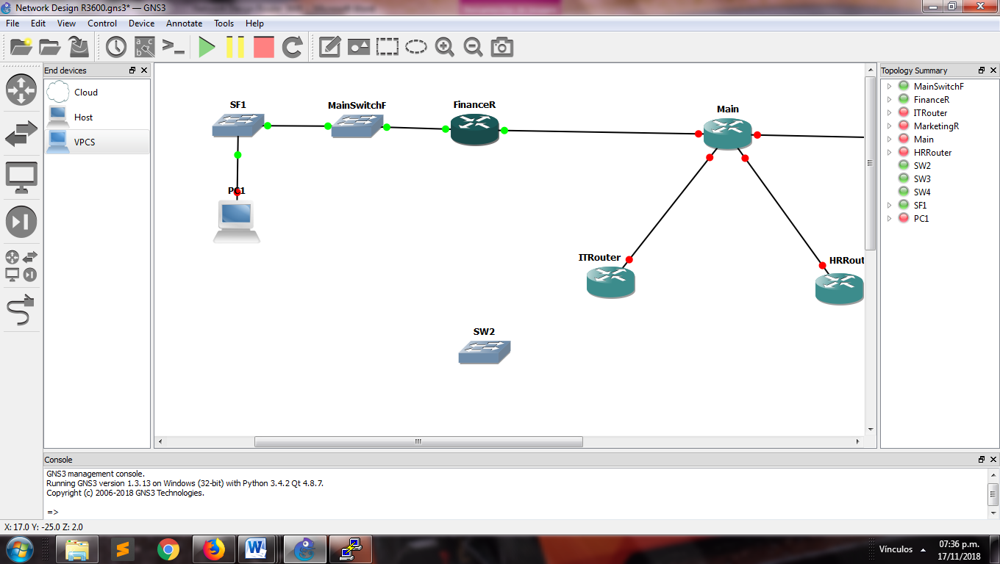 Network Design R3600.gns3* — GNS3
File Edit View Control Device Annotate Tools Help
End devices
Cloud
Host
VPCS
SF1
MainSwitchF
FinanceR
Main
PC1
ITRouter
HRRout
SW2
Topology Summary
MainSwitchF
FinanceR
ITRouter
MarketingR
Main
HRRouter
SW2
SW3
SW4
SF1
PC1
Console
GNS3 management console.
Running GNS3 version 1.3.13 on Windows (32-bit) with Python 3.4.2 Qt 4.8.7.
Copyright (c) 2006-2018 GNS3 Technologies.
=>
X: 17.0 Y: -25.0 Z: 2.0
Vínculos
07:36 p.m.
17/11/2018